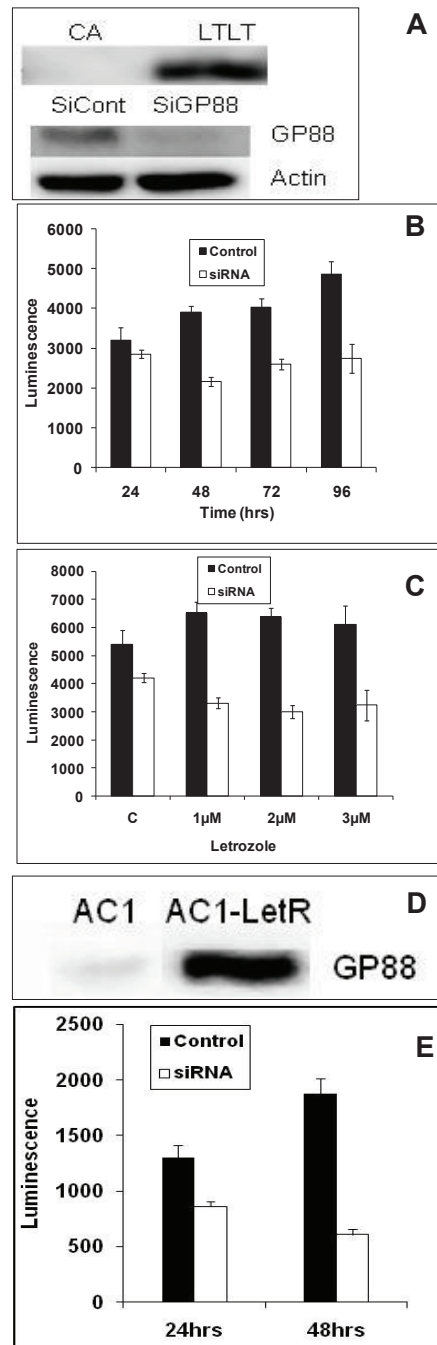 A
CA LTLT
SiCont SiGP88
GP88
Actin
B
6000
5000
4000
3000
2000
1000
0
Luminescence
Control
siRNA
24 48 72 96
Time (hrs)
C
8000
7000
6000
5000
4000
3000
2000
1000
0
Luminescence
Control
siRNA
C 1µM 2µM 3µM
Letrozole
D
AC1 AC1-LetR
GP88
E
2500
2000
1500
1000
500
0
Luminescence
Control
siRNA
24hrs 48hrs